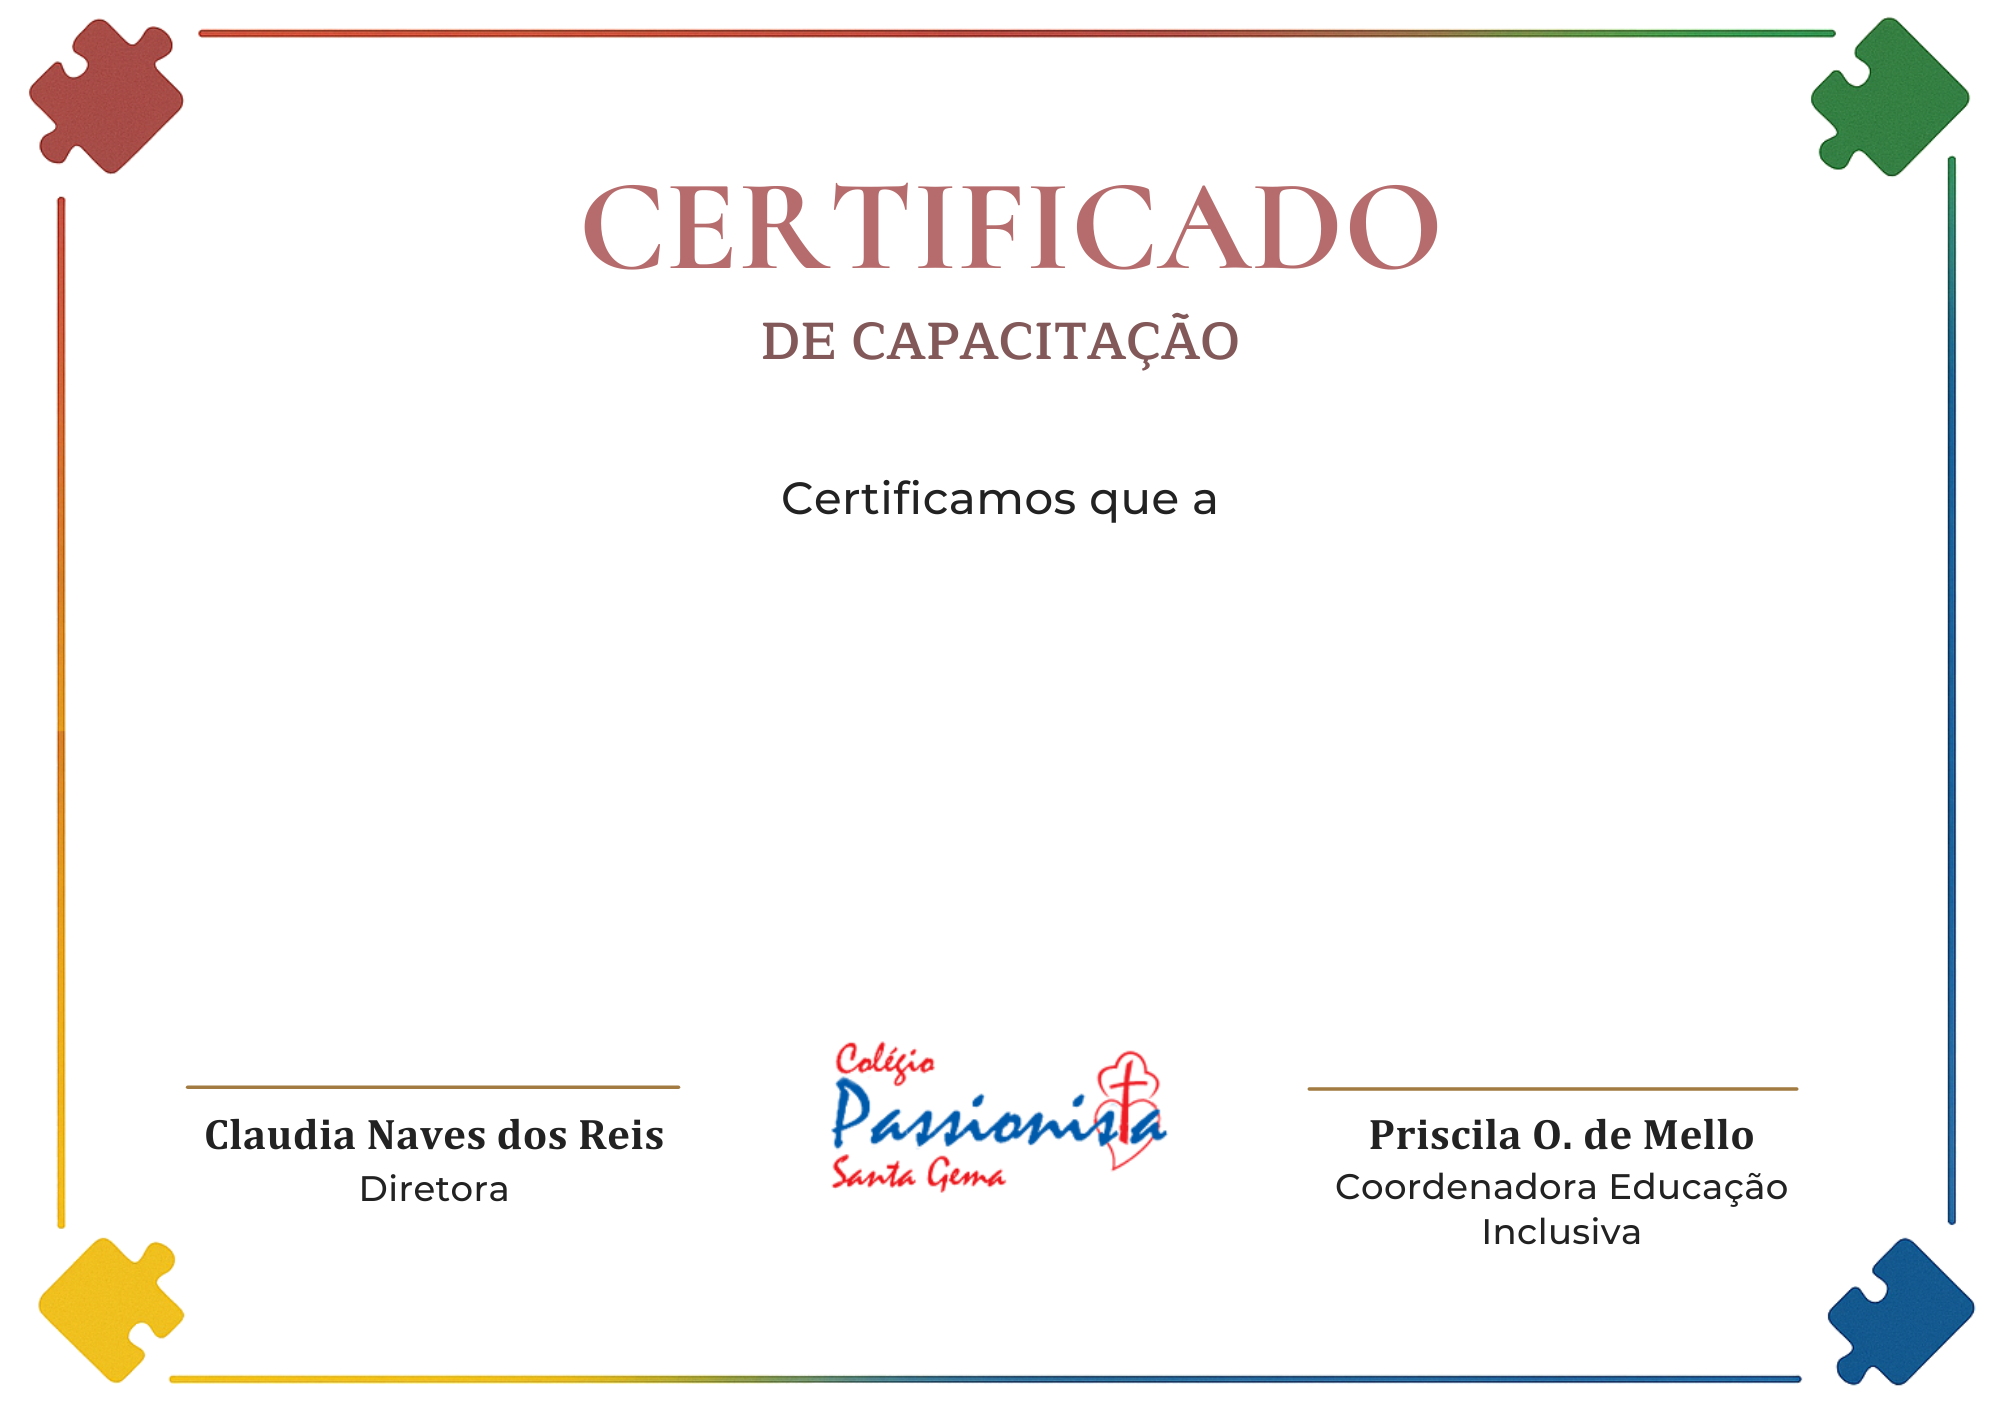 CERTIFICADO
DE CAPACITAÇÃO
Certificamos que a
Claudia Naves dos Reis
Diretora
Colégio
Passionista
Santa Gema
Priscila O. de Mello
Coordenadora Educação
Inclusiva